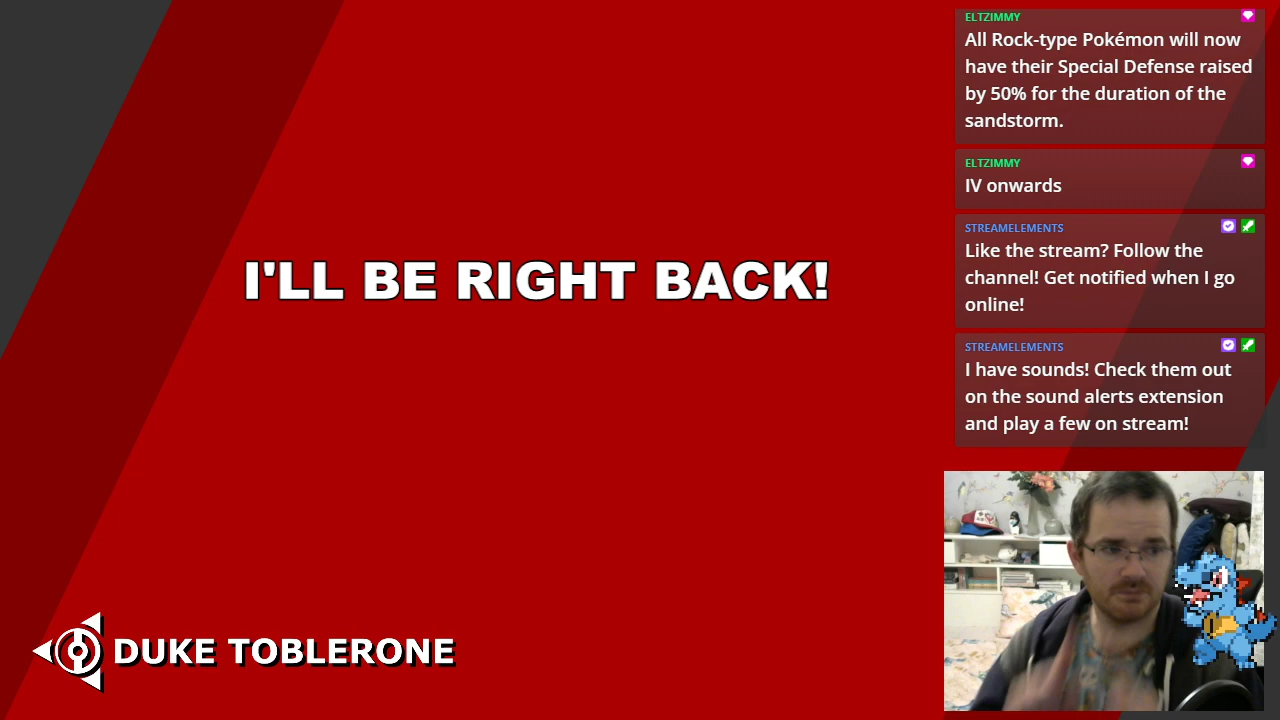 I'LL BE RIGHT BACK!
DUKE TOBLERONE
ELTZIMMY
All Rock-type Pokémon will now
have their Special Defense raised
by 50% for the duration of the
sandstorm.
ELTZIMMY
IV onwards
STREAMELEMENTS
Like the stream? Follow the
channel! Get notified when I go
online!
STREAMELEMENTS
I have sounds! Check them out
on the sound alerts extension
and play a few on stream!